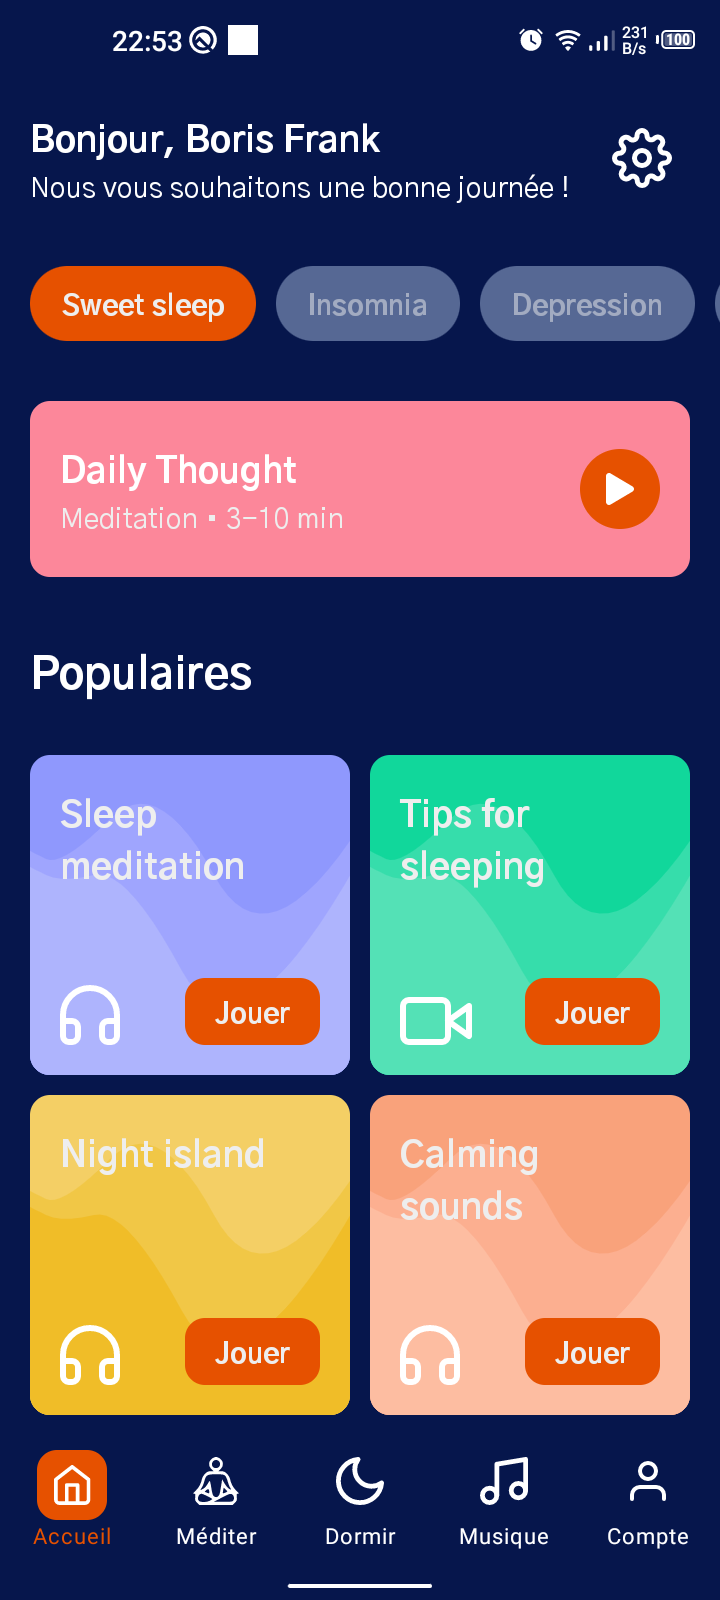 22:53
231
B/s
100
Bonjour, Boris Frank
Nous vous souhaitons une bonne journée !
Sweet sleep
Insomnia
Depression
Daily Thought
Meditation • 3-10 min
Populaires
Sleep
meditation
Jouer
Tips for
sleeping
Jouer
Night island
Jouer
Calming
sounds
Jouer
Accueil
Méditer
Dormir
Musique
Compte